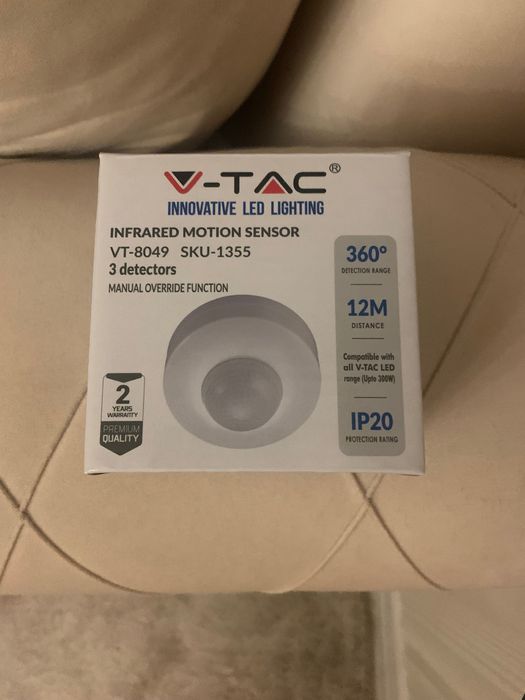 V-TAC®
INNOVATIVE LED LIGHTING
INFRARED MOTION SENSOR
VT-8049 SKU-1355
3 detectors
MANUAL OVERRIDE FUNCTION
360°
DETECTION RANGE
12M
DISTANCE
Compatible with
all V-TAC LED
range (Upto 300W)
IP20
PROTECTION RATING
2
YEARS
WARRANTY
PREMIUM
QUALITY